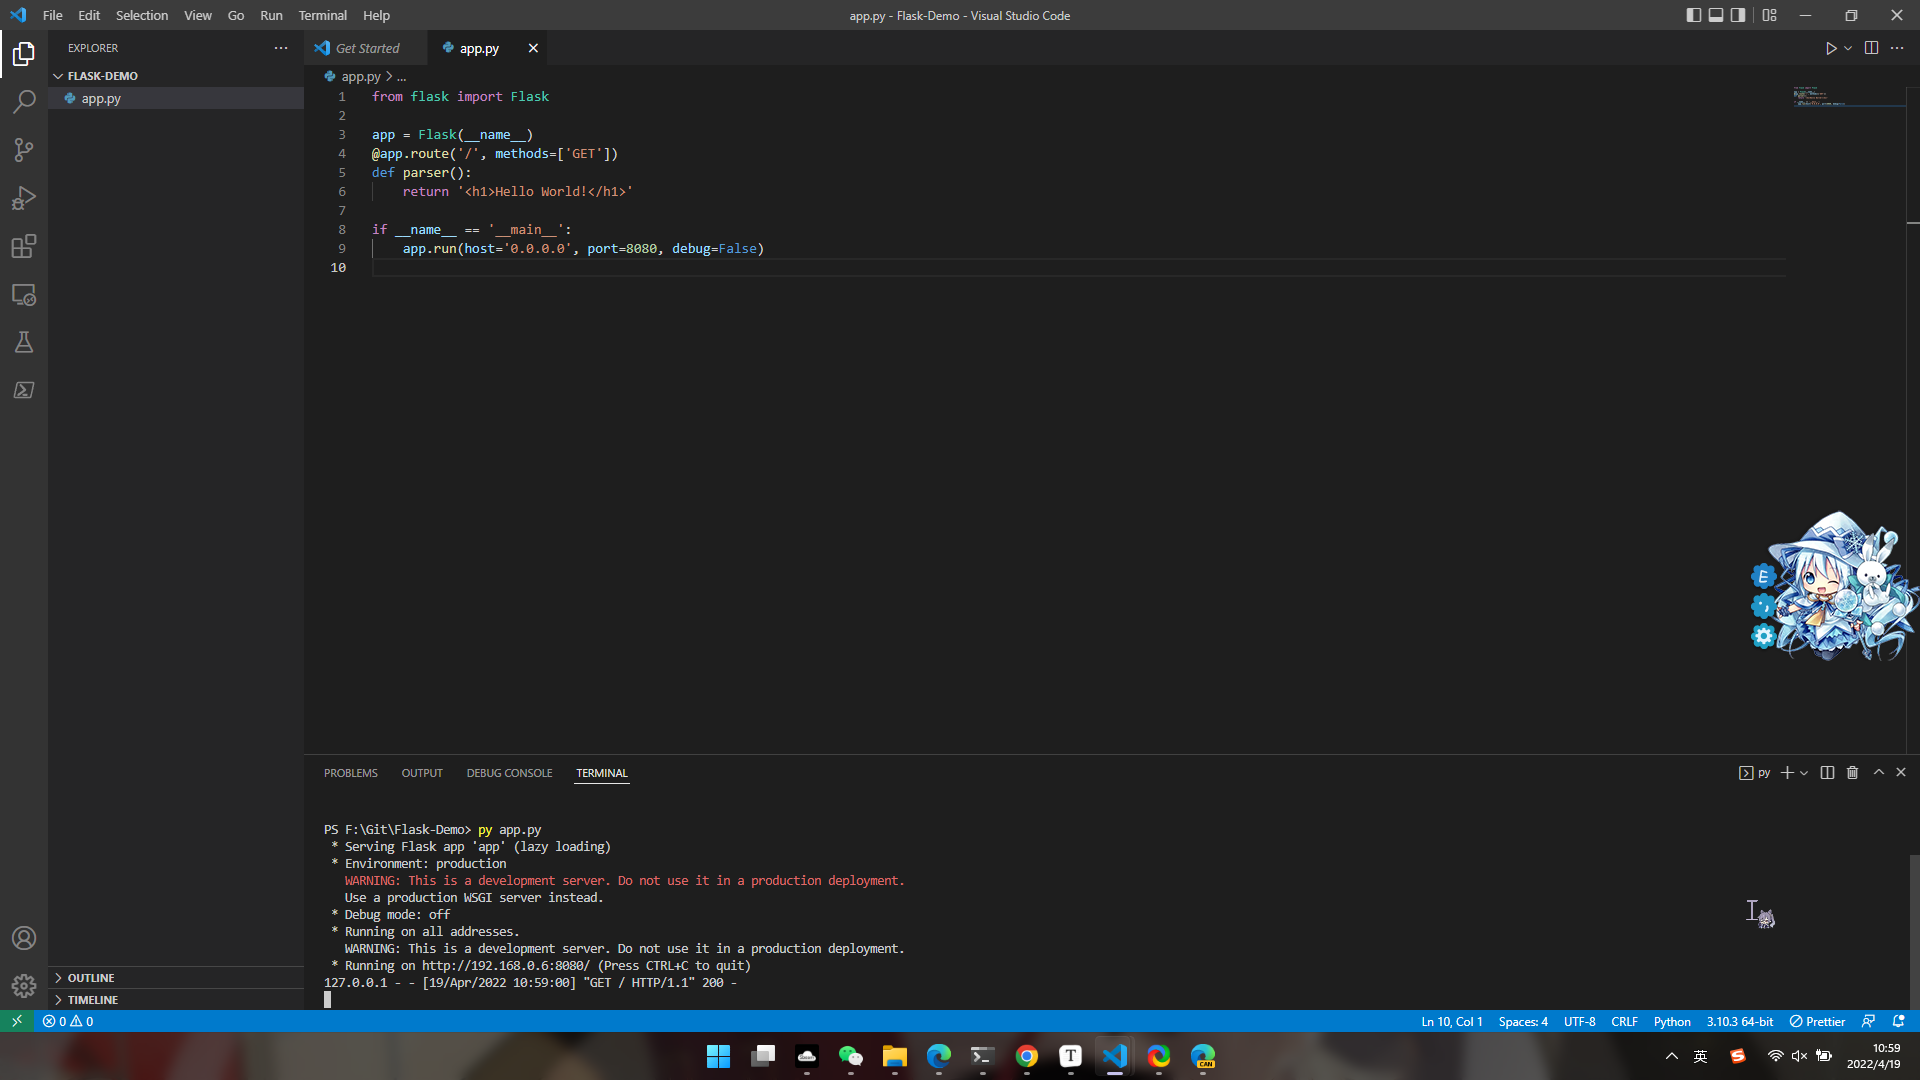 File Edit Selection View Go Run Terminal Help
app.py - Flask-Demo - Visual Studio Code
EXPLORER
FLASK-DEMO
app.py
OUTLINE
TIMELINE
Get Started
app.py
app.py > ...
1 from flask import Flask
2
3 app = Flask(__name__)
4 @app.route('/', methods=['GET'])
5 def parser():
6     return '<h1>Hello World!</h1>'
7
8 if __name__ == '__main__':
9     app.run(host='0.0.0.0', port=8080, debug=False)
10
E
PROBLEMS OUTPUT DEBUG CONSOLE TERMINAL
py
PS F:\Git\Flask-Demo> py app.py
 * Serving Flask app 'app' (lazy loading)
 * Environment: production
   WARNING: This is a development server. Do not use it in a production deployment.
   Use a production WSGI server instead.
 * Debug mode: off
 * Running on all addresses.
   WARNING: This is a development server. Do not use it in a production deployment.
 * Running on http://192.168.0.6:8080/ (Press CTRL+C to quit)
127.0.0.1 - - [19/Apr/2022 10:59:00] "GET / HTTP/1.1" 200 -
0 0
Ln 10, Col 1 Spaces: 4 UTF-8 CRLF Python 3.10.3 64-bit Prettier
T
CAN
英
S
10:59
2022/4/19